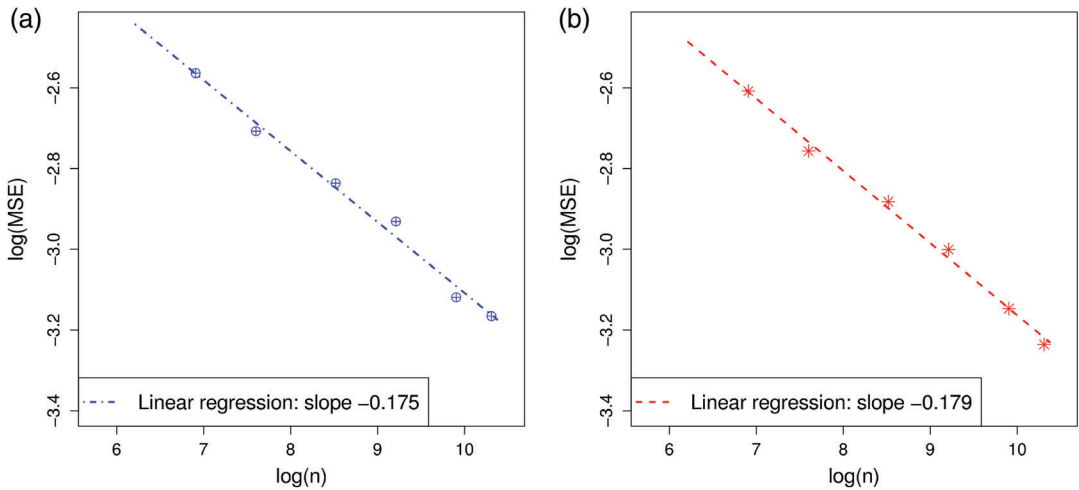 (a)
log(MSE)
−2.6
−2.8
−3.0
−3.2
−3.4
Linear regression: slope −0.175
6 7 8 9 10
log(n)
(b)
log(MSE)
−2.6
−2.8
−3.0
−3.2
−3.4
Linear regression: slope −0.179
6 7 8 9 10
log(n)